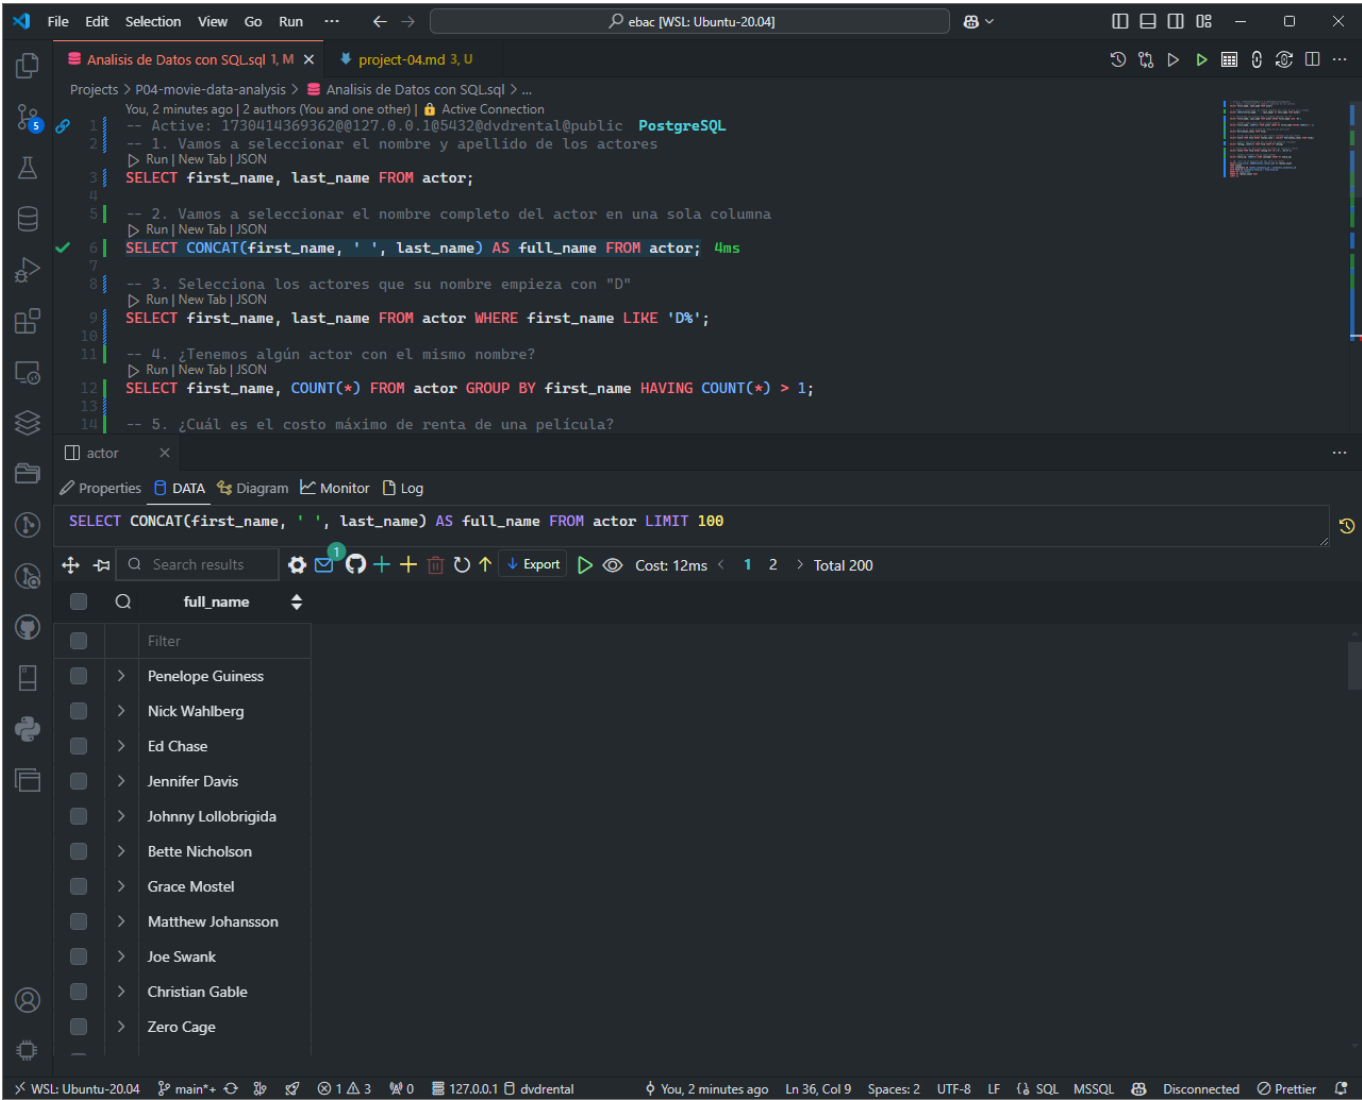 File Edit Selection View Go Run ··· ebac [WSL: Ubuntu-20.04]
Analisis de Datos con SQL.sql 1, M project-04.md 3, U
Projects > P04-movie-data-analysis > Analisis de Datos con SQL.sql > ...
You, 2 minutes ago | 2 authors (You and one other) | Active Connection
1 -- Active: 1730414369362@@127.0.0.1@5432@dvdrental@public PostgreSQL
2 -- 1. Vamos a seleccionar el nombre y apellido de los actores
Run | New Tab | JSON
3 SELECT first_name, last_name FROM actor;
4
5 -- 2. Vamos a seleccionar el nombre completo del actor en una sola columna
Run | New Tab | JSON
6 SELECT CONCAT(first_name, ' ', last_name) AS full_name FROM actor; 4ms
7
8 -- 3. Selecciona los actores que su nombre empieza con "D"
Run | New Tab | JSON
9 SELECT first_name, last_name FROM actor WHERE first_name LIKE 'D%';
10
11 -- 4. ¿Tenemos algún actor con el mismo nombre?
Run | New Tab | JSON
12 SELECT first_name, COUNT(*) FROM actor GROUP BY first_name HAVING COUNT(*) > 1;
13
14 -- 5. ¿Cuál es el costo máximo de renta de una película?
5
actor
Properties DATA Diagram Monitor Log
SELECT CONCAT(first_name, ' ', last_name) AS full_name FROM actor LIMIT 100
Search results 1 Export Cost: 12ms < 1 2 > Total 200
full_name
Filter
Penelope Guiness
Nick Wahlberg
Ed Chase
Jennifer Davis
Johnny Lollobrigida
Bette Nicholson
Grace Mostel
Matthew Johansson
Joe Swank
Christian Gable
Zero Cage
WSL: Ubuntu-20.04 main*+ 1 3 0 127.0.0.1 dvdrental You, 2 minutes ago Ln 36, Col 9 Spaces: 2 UTF-8 LF SQL MSSQL Disconnected Prettier